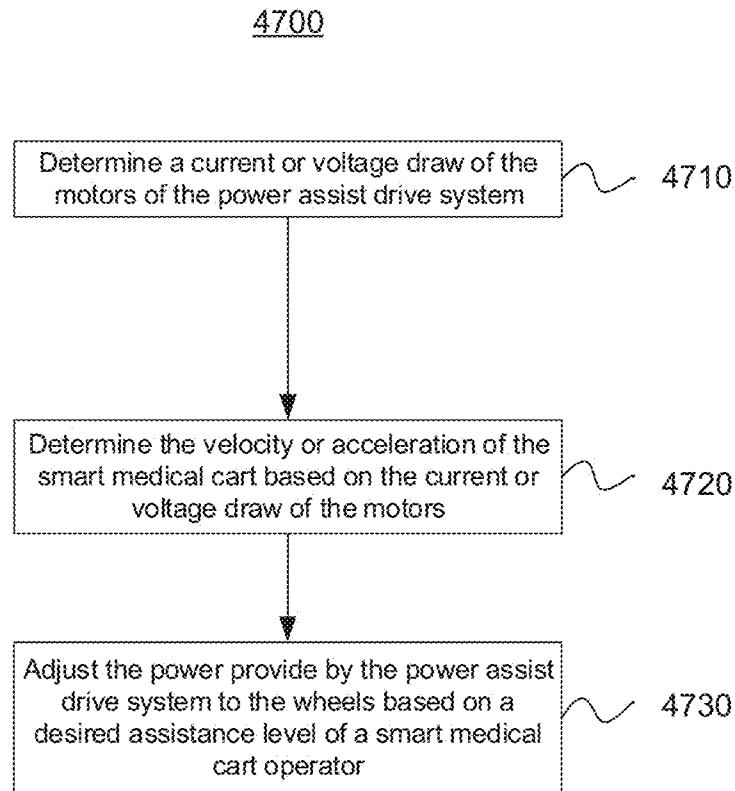 4700
Determine a current or voltage draw of the
motors of the power assist drive system
4710
Determine the velocity or acceleration of the
smart medical cart based on the current or
voltage draw of the motors
4720
Adjust the power provide by the power assist
drive system to the wheels based on a
desired assistance level of a smart medical
cart operator
4730